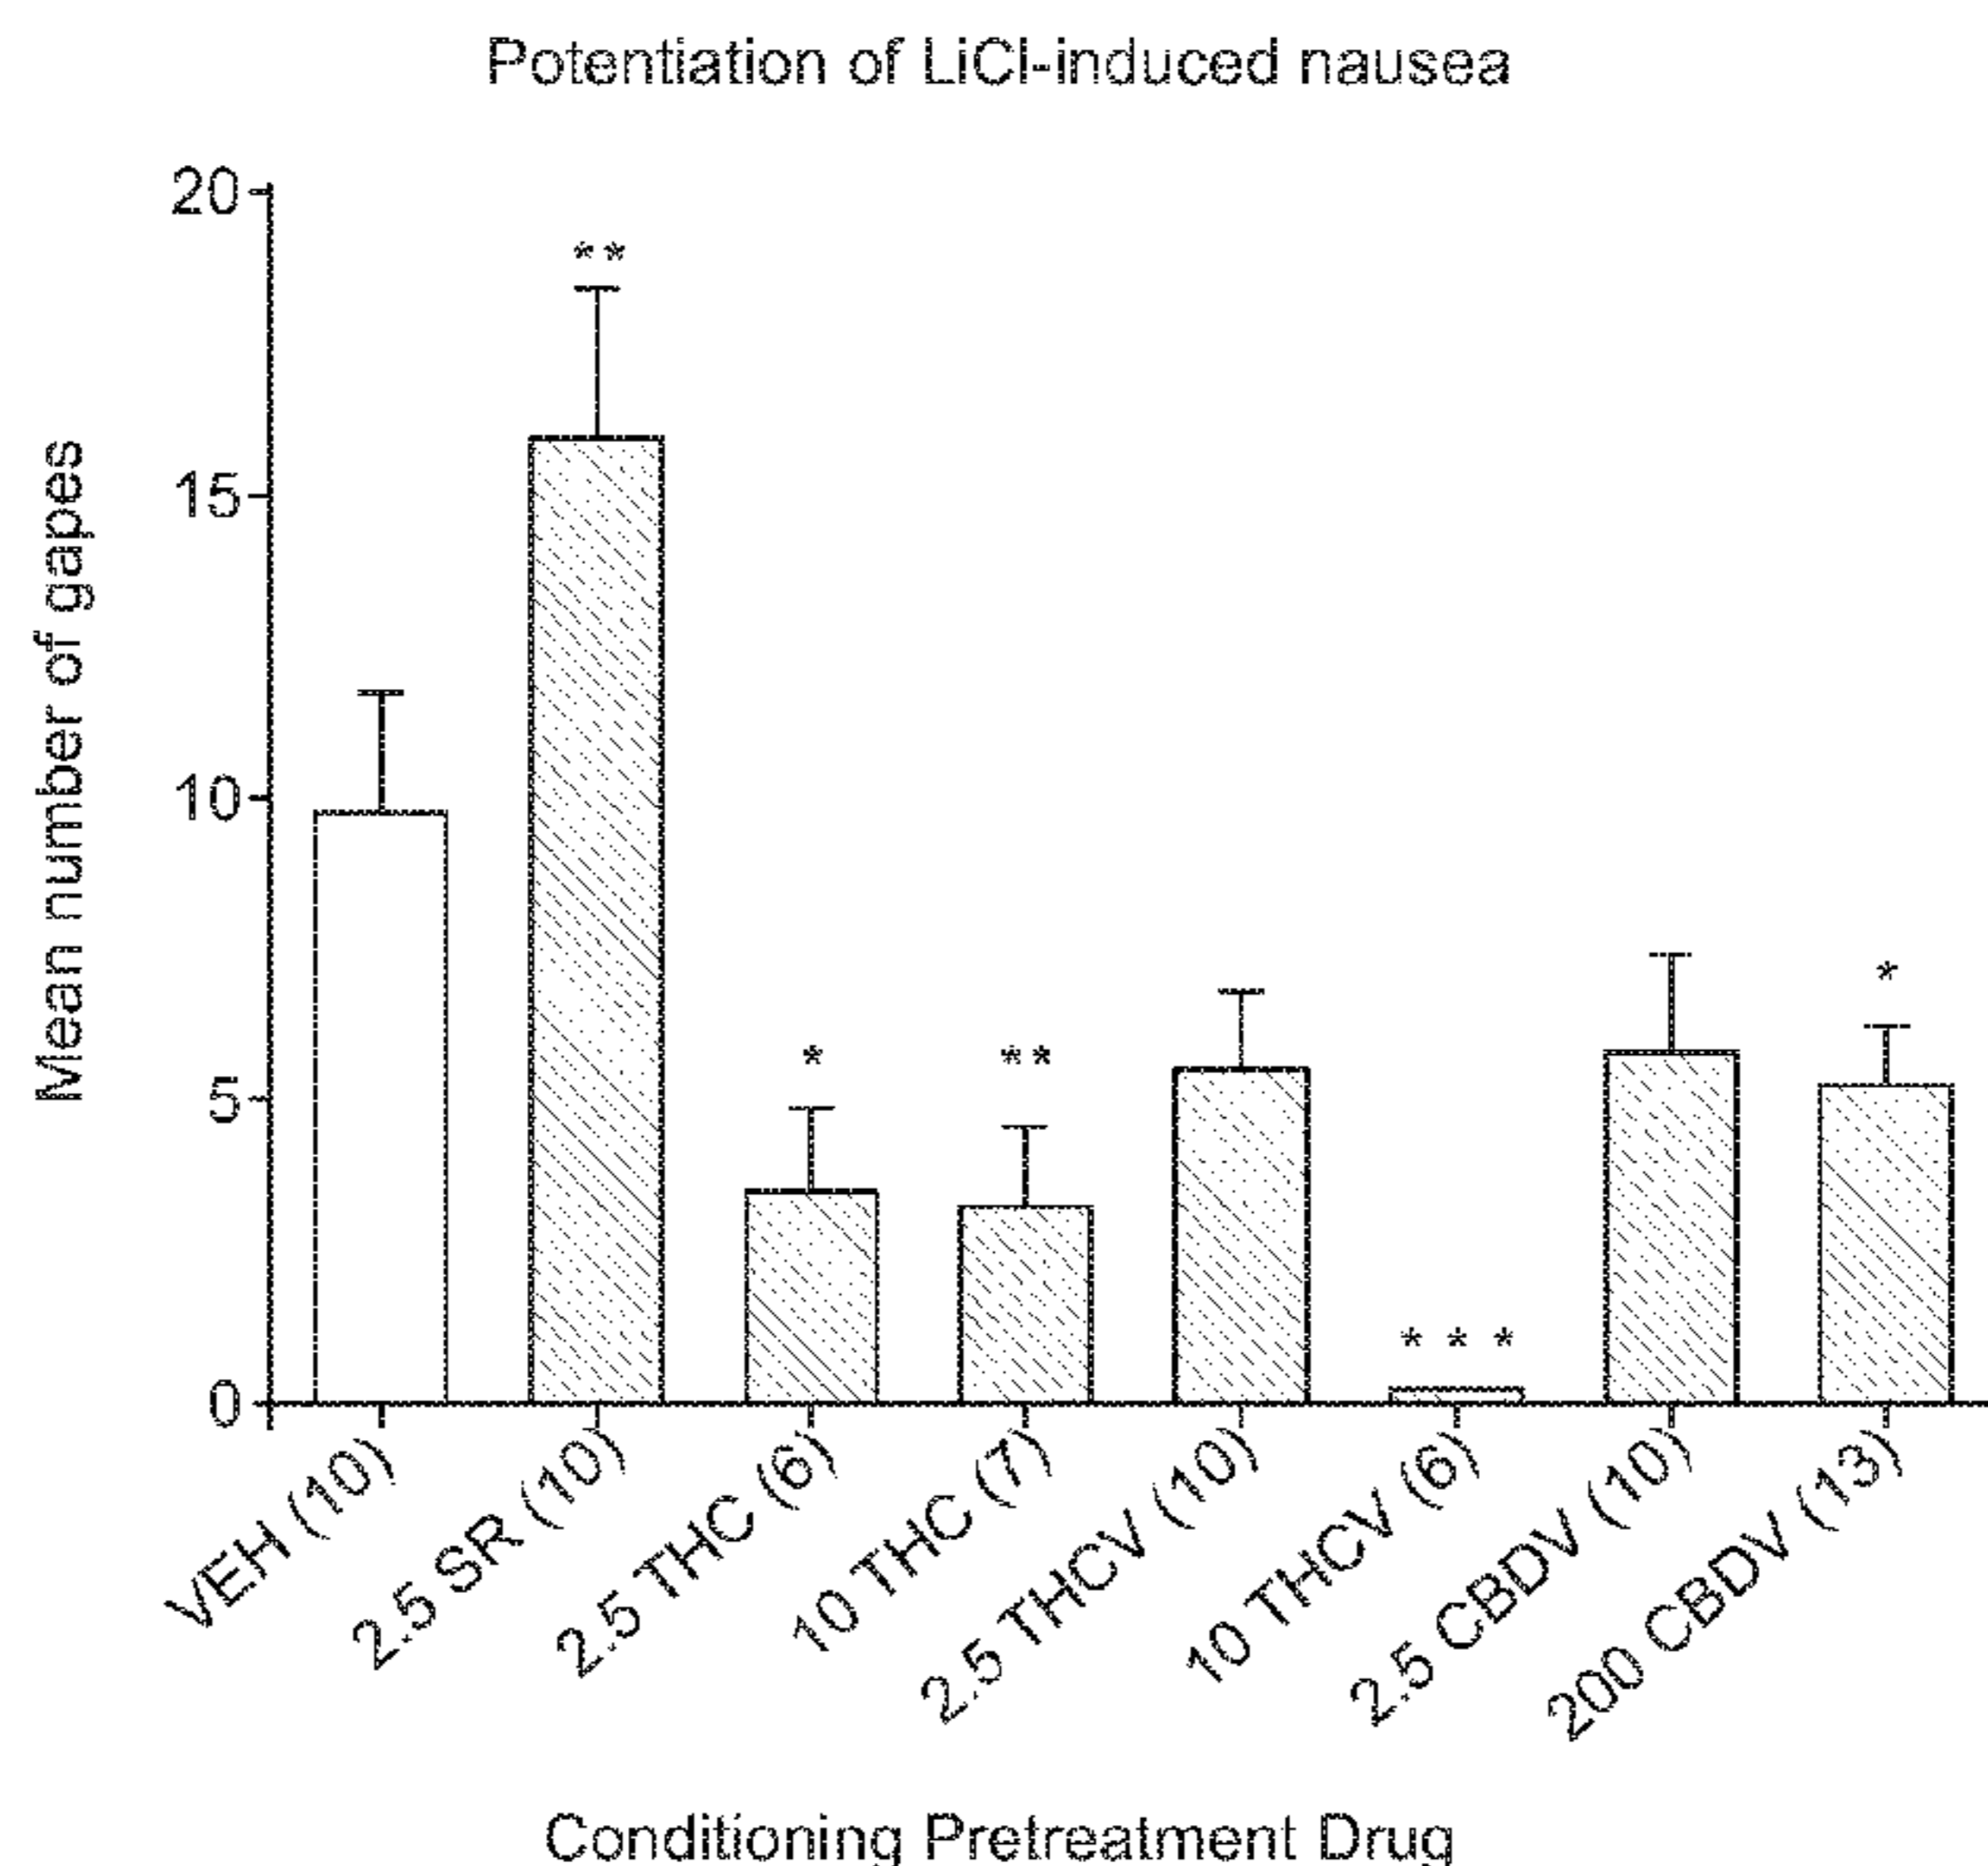 Potentiation of LiCl-induced nausea
Mean number of gapes
20
15
10
5
0
**
*
**
* * *
*
VEH (10)
2.5 SR (10)
2.5 THC (6)
10 THC (7)
2.5 THCV (10)
10 THCV (6)
2.5 CBDV (10)
200 CBDV (13)
Conditioning Pretreatment Drug